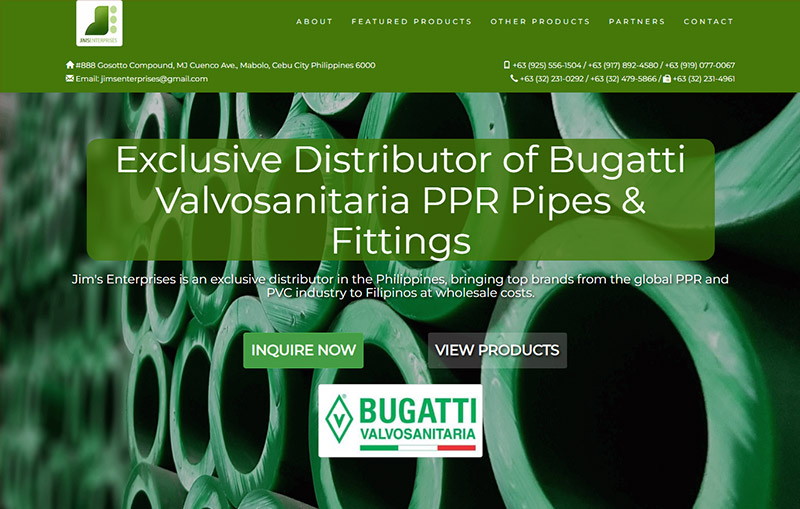 JIMSENTERPRISES
ABOUT FEATURED PRODUCTS OTHER PRODUCTS PARTNERS CONTACT
#888 Gosotto Compound, MJ Cuenco Ave., Mabolo, Cebu City Philippines 6000
Email: jimsenterprises@gmail.com
+63 (925) 556-1504 / +63 (917) 892-4580 / +63 (919) 077-0067
+63 (32) 231-0292 / +63 (32) 479-5866 / +63 (32) 231-4961
Exclusive Distributor of Bugatti
Valvosanitaria PPR Pipes &
Fittings
Jim's Enterprises is an exclusive distributor in the Philippines, bringing top brands from the global PPR and
PVC industry to Filipinos at wholesale costs.
INQUIRE NOW
VIEW PRODUCTS
V
BUGATTI
VALVOSANITARIA